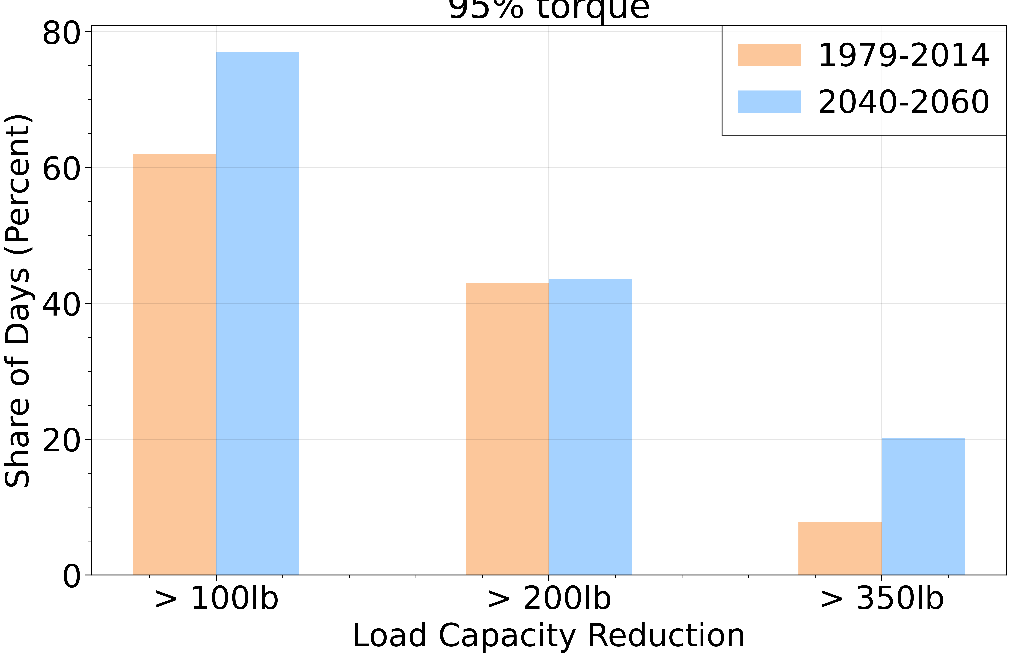 95% torque
1979-2014
2040-2060
80
60
40
20
0
Share of Days (Percent)
> 100lb
> 200lb
> 350lb
Load Capacity Reduction